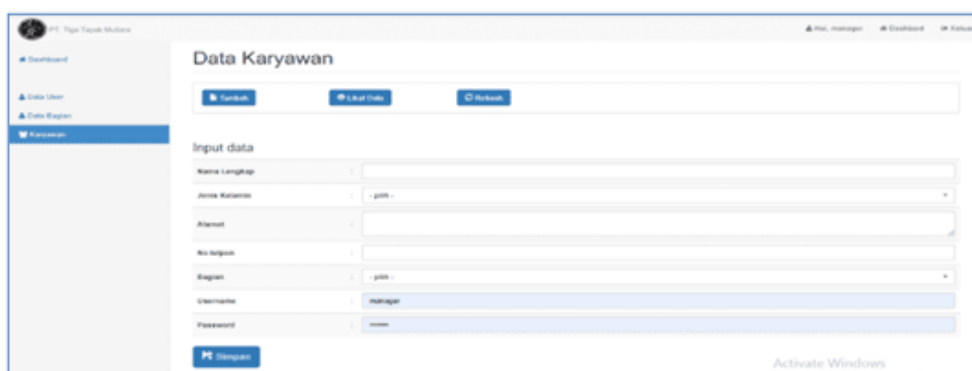 PT. Tiga Tapak Mutiara
Hai, manager
Dashboard
Keluar
Dashboard
Data User
Data Bagian
Karyawan
Data Karyawan
Tambah
Lihat Data
Refresh
Input data
Nama Lengkap :
Jenis Kelamin : - pilih -
Alamat :
No telpon :
Bagian : - pilih -
Username : manager
Password : ••••••
Simpan
Activate Windows